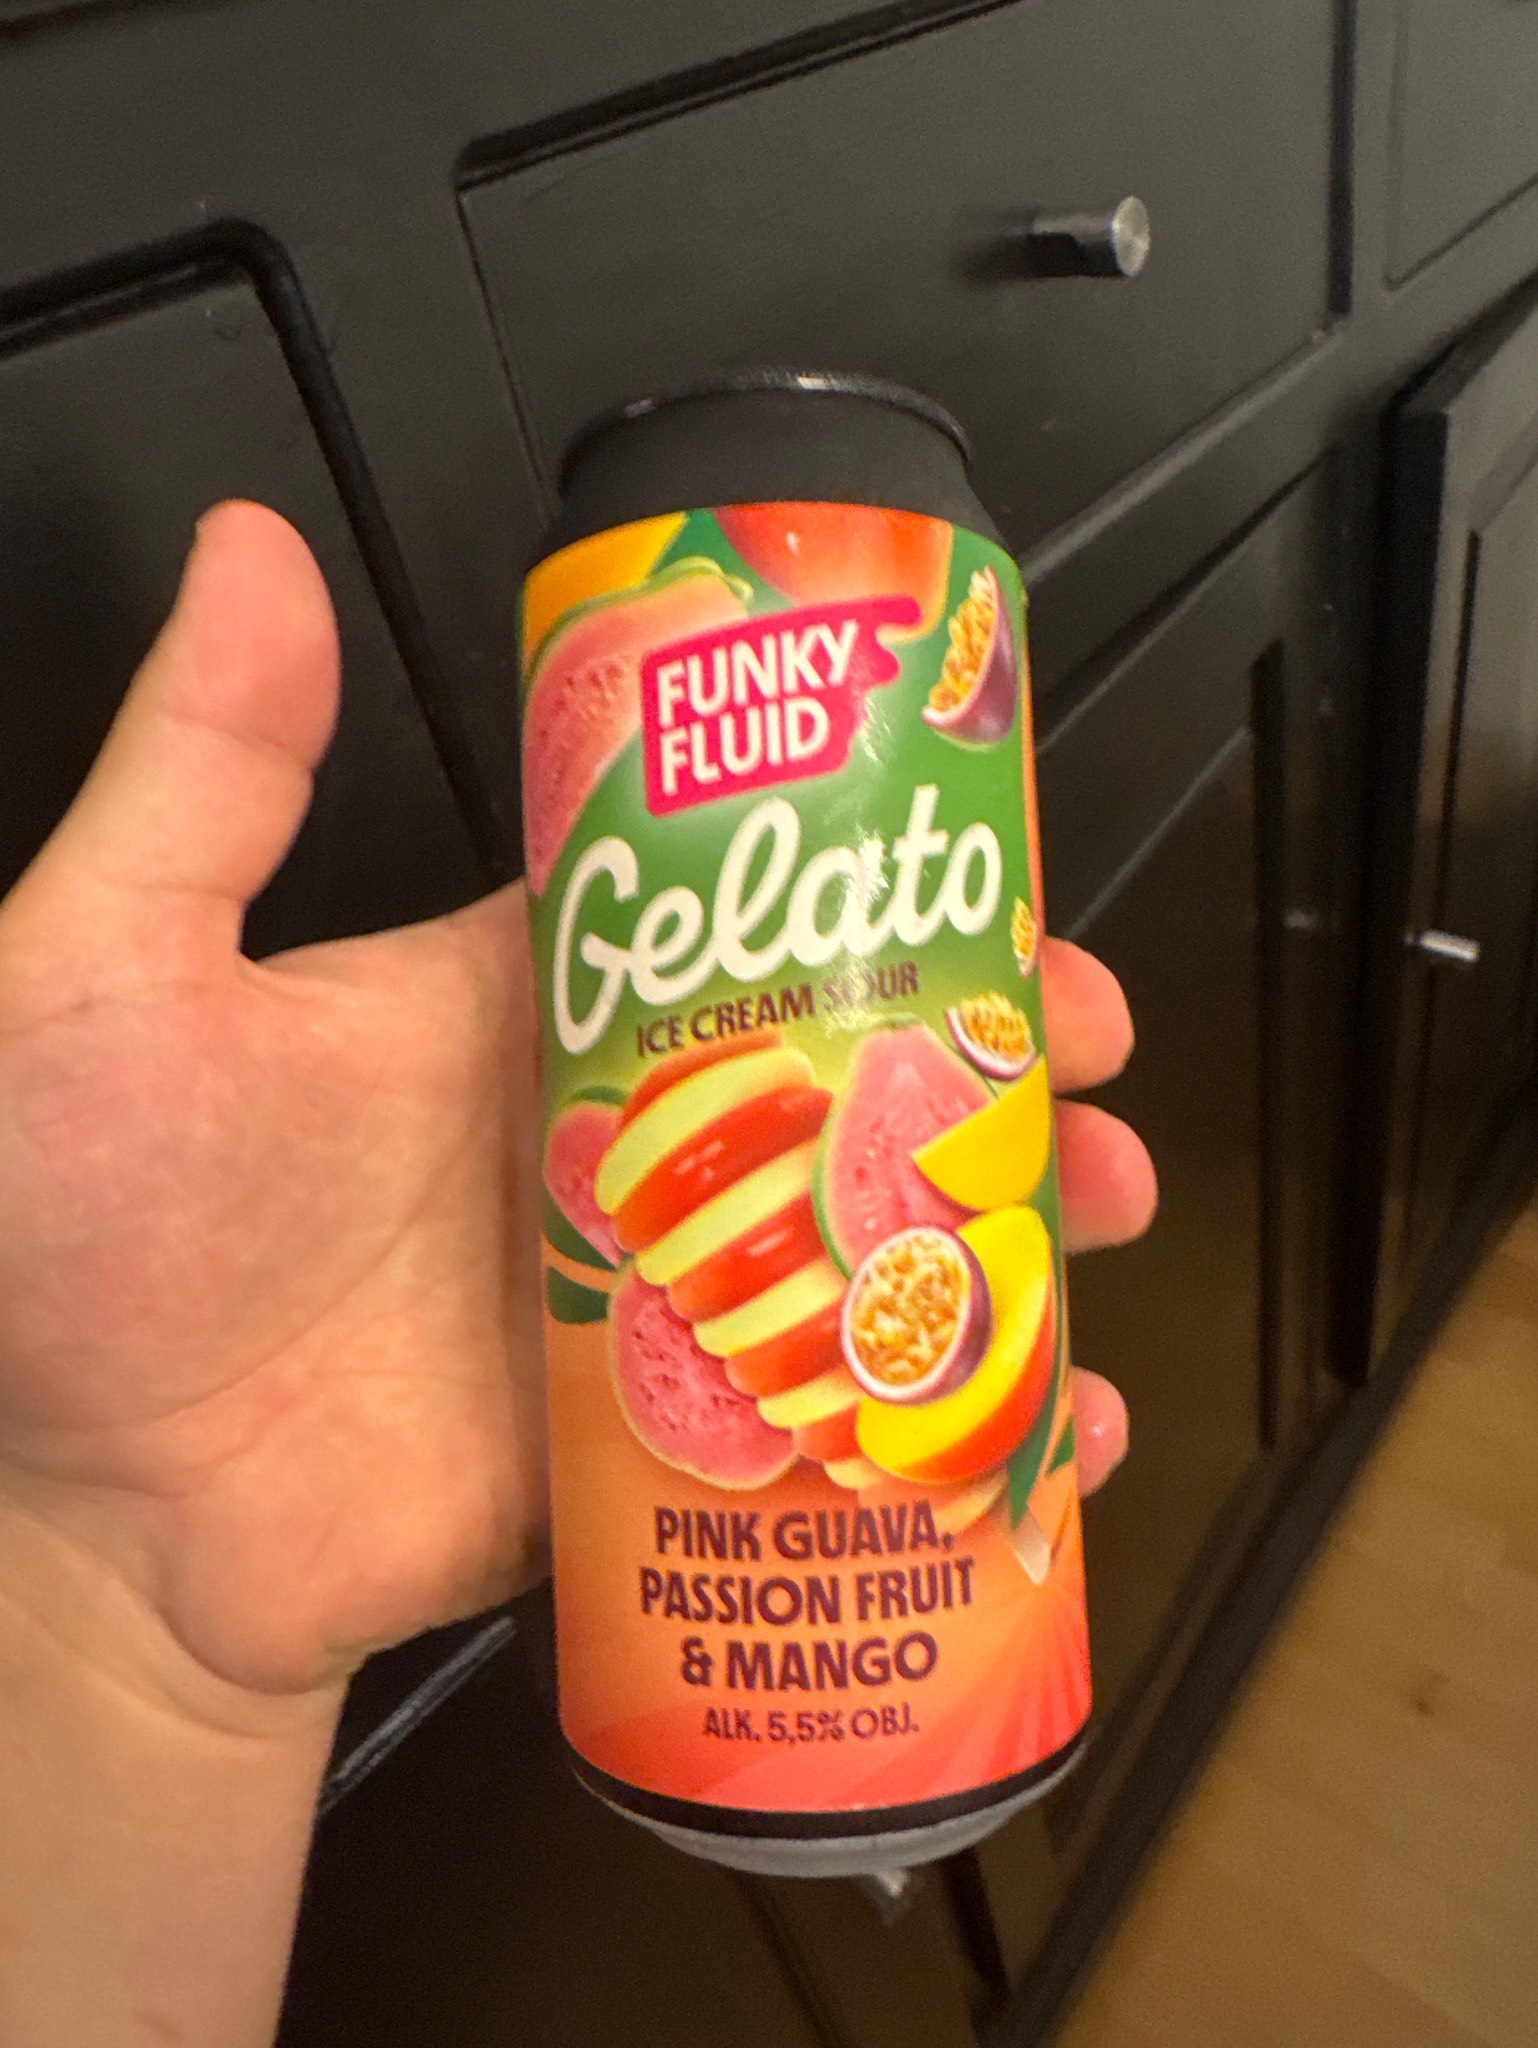 FUNKY
FLUID
Gelato
ICE CREAM SOUR
PINK GUAVA,
PASSION FRUIT
& MANGO
ALK. 5,5% OBJ.